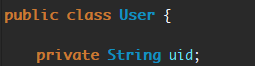 public class User {
private String uid;